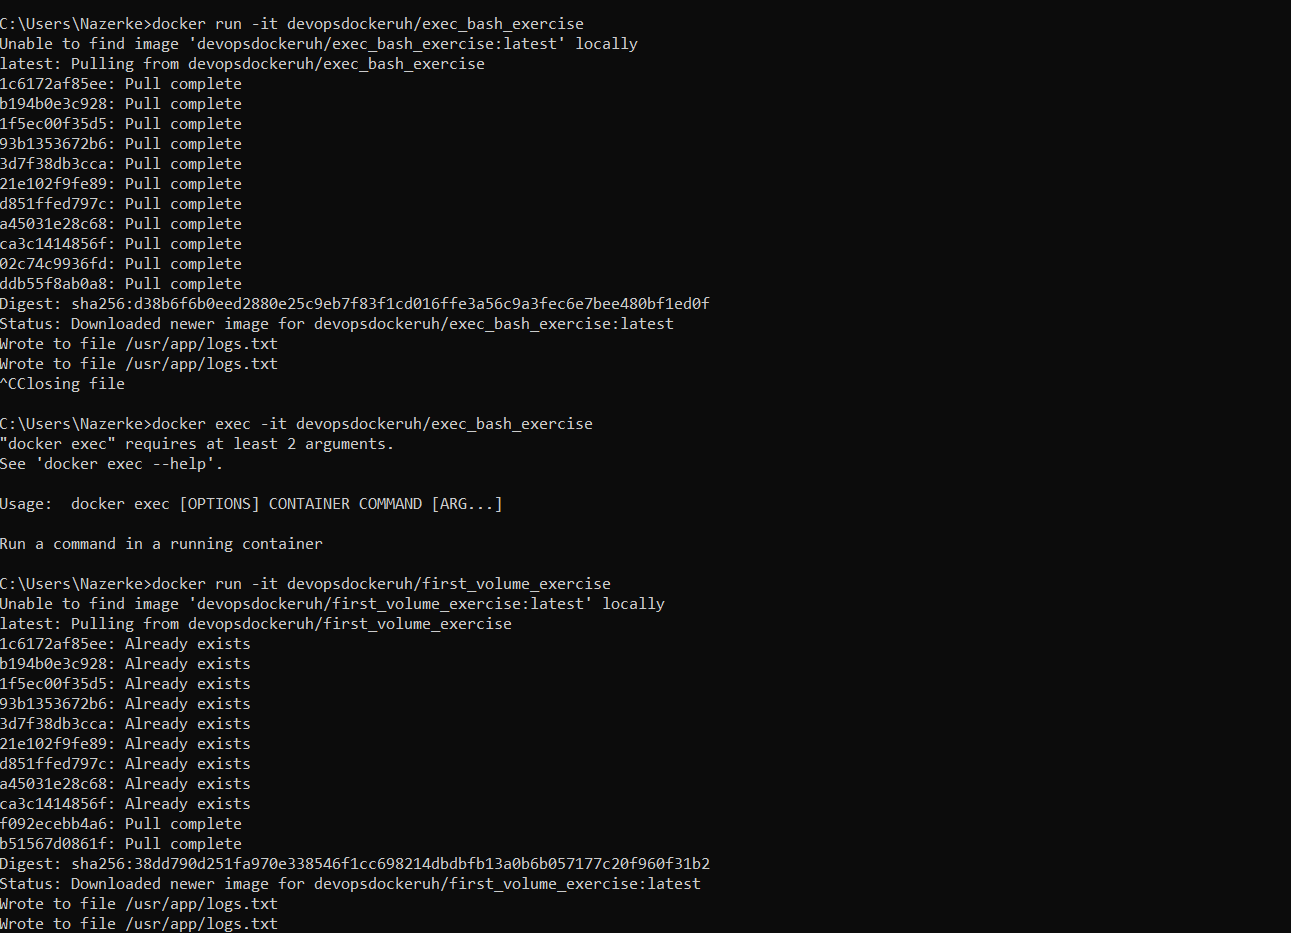 C:\Users\Nazerke>docker run -it devopsdockeruh/exec_bash_exercise
Unable to find image 'devopsdockeruh/exec_bash_exercise:latest' locally
latest: Pulling from devopsdockeruh/exec_bash_exercise
1c6172af85ee: Pull complete
b194b0e3c928: Pull complete
1f5ec00f35d5: Pull complete
93b1353672b6: Pull complete
3d7f38db3cca: Pull complete
21e102f9fe89: Pull complete
d851ffed797c: Pull complete
a45031e28c68: Pull complete
ca3c1414856f: Pull complete
02c74c9936fd: Pull complete
ddb55f8ab0a8: Pull complete
Digest: sha256:d38b6f6b0eed2880e25c9eb7f83f1cd016ffe3a56c9a3fec6e7bee480bf1ed0f
Status: Downloaded newer image for devopsdockeruh/exec_bash_exercise:latest
Wrote to file /usr/app/logs.txt
Wrote to file /usr/app/logs.txt
^CClosing file
C:\Users\Nazerke>docker exec -it devopsdockeruh/exec_bash_exercise
"docker exec" requires at least 2 arguments.
See 'docker exec --help'.
Usage:  docker exec [OPTIONS] CONTAINER COMMAND [ARG...]
Run a command in a running container
C:\Users\Nazerke>docker run -it devopsdockeruh/first_volume_exercise
Unable to find image 'devopsdockeruh/first_volume_exercise:latest' locally
latest: Pulling from devopsdockeruh/first_volume_exercise
1c6172af85ee: Already exists
b194b0e3c928: Already exists
1f5ec00f35d5: Already exists
93b1353672b6: Already exists
3d7f38db3cca: Already exists
21e102f9fe89: Already exists
d851ffed797c: Already exists
a45031e28c68: Already exists
ca3c1414856f: Already exists
f092ecebb4a6: Pull complete
b51567d0861f: Pull complete
Digest: sha256:38dd790d251fa970e338546f1cc698214dbdbfb13a0b6b057177c20f960f31b2
Status: Downloaded newer image for devopsdockeruh/first_volume_exercise:latest
Wrote to file /usr/app/logs.txt
Wrote to file /usr/app/logs.txt